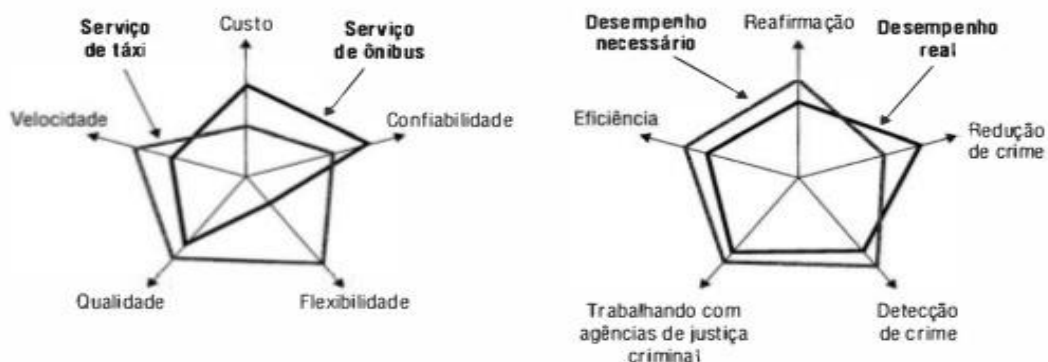 Custo
Serviço
de táxi
Serviço
de ônibus
Velocidade
Confiabilidade
Qualidade
Flexibilidade
Desempenho
necessário
Reafirmação
Desempenho
real
Eficiência
Redução
de crime
Trabalhando com
agências de justiça
criminal
Detecção
de crime